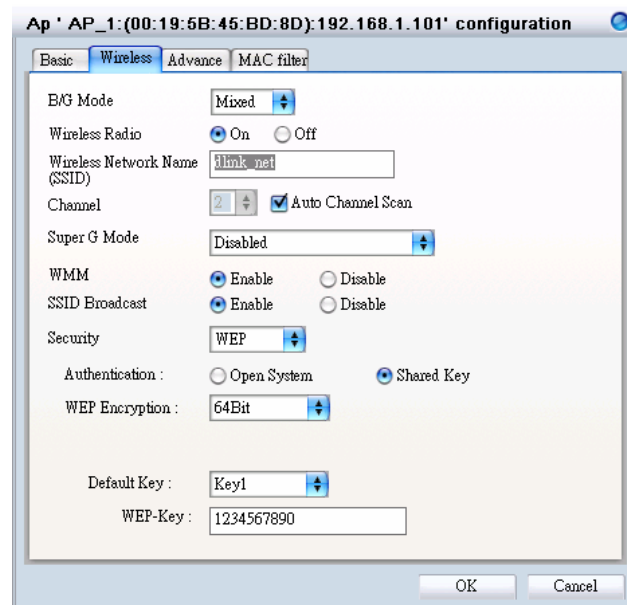 Ap ' AP_1:(00:19:5B:45:BD:8D):192.168.1.101' configuration
Basic Wireless Advance MAC filter
B/G Mode Mixed
Wireless Radio On Off
Wireless Network Name (SSID) dlink_net
Channel 2 Auto Channel Scan
Super G Mode Disabled
WMM Enable Disable
SSID Broadcast Enable Disable
Security WEP
Authentication : Open System Shared Key
WEP Encryption : 64Bit
Default Key : Key1
WEP-Key : 1234567890
OK Cancel